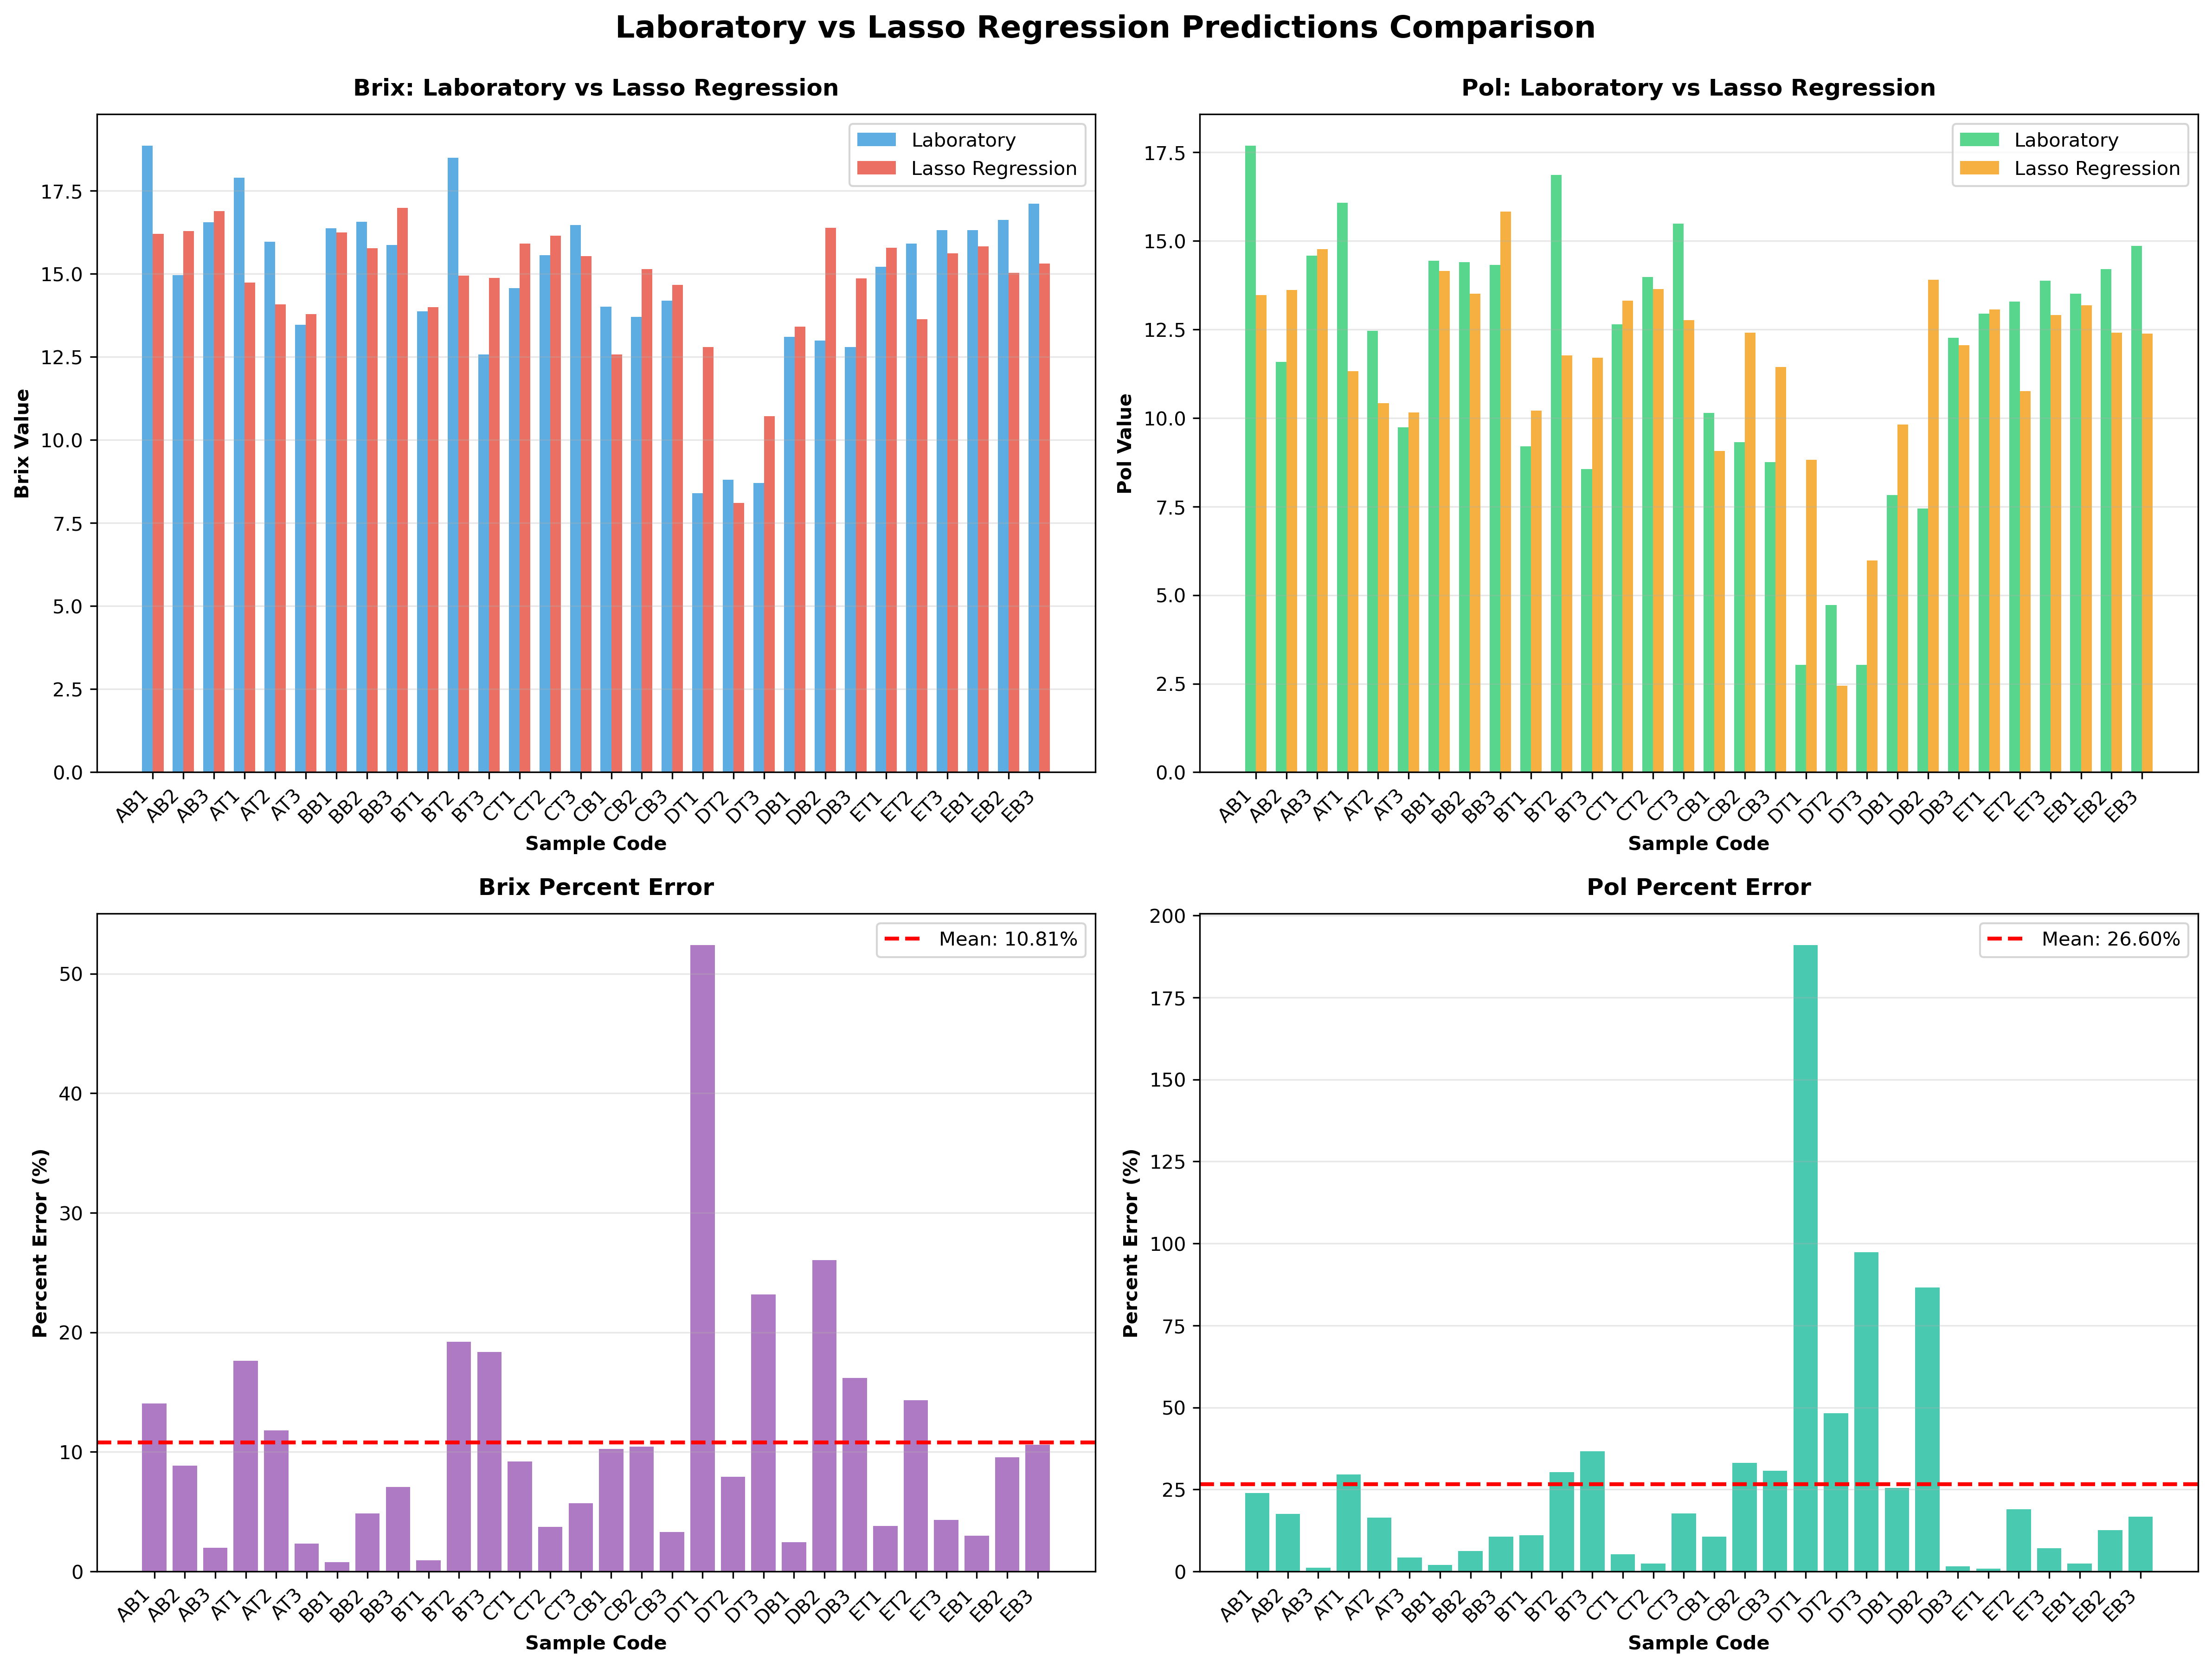 Laboratory vs Lasso Regression Predictions Comparison
Brix: Laboratory vs Lasso Regression
Laboratory
Lasso Regression
17.5
15.0
12.5
10.0
7.5
5.0
2.5
0.0
Brix Value
AB1 AB2 AB3 AT1 AT2 AT3 BB1 BB2 BB3 BT1 BT2 BT3 CT1 CT2 CT3 CB1 CB2 CB3 DT1 DT2 DT3 DB1 DB2 DB3 ET1 ET2 ET3 EB1 EB2 EB3
Sample Code
Pol: Laboratory vs Lasso Regression
Laboratory
Lasso Regression
17.5
15.0
12.5
10.0
7.5
5.0
2.5
0.0
Pol Value
AB1 AB2 AB3 AT1 AT2 AT3 BB1 BB2 BB3 BT1 BT2 BT3 CT1 CT2 CT3 CB1 CB2 CB3 DT1 DT2 DT3 DB1 DB2 DB3 ET1 ET2 ET3 EB1 EB2 EB3
Sample Code
Brix Percent Error
Mean: 10.81%
50
40
30
20
10
0
Percent Error (%)
AB1 AB2 AB3 AT1 AT2 AT3 BB1 BB2 BB3 BT1 BT2 BT3 CT1 CT2 CT3 CB1 CB2 CB3 DT1 DT2 DT3 DB1 DB2 DB3 ET1 ET2 ET3 EB1 EB2 EB3
Sample Code
Pol Percent Error
Mean: 26.60%
200
175
150
125
100
75
50
25
0
Percent Error (%)
AB1 AB2 AB3 AT1 AT2 AT3 BB1 BB2 BB3 BT1 BT2 BT3 CT1 CT2 CT3 CB1 CB2 CB3 DT1 DT2 DT3 DB1 DB2 DB3 ET1 ET2 ET3 EB1 EB2 EB3
Sample Code